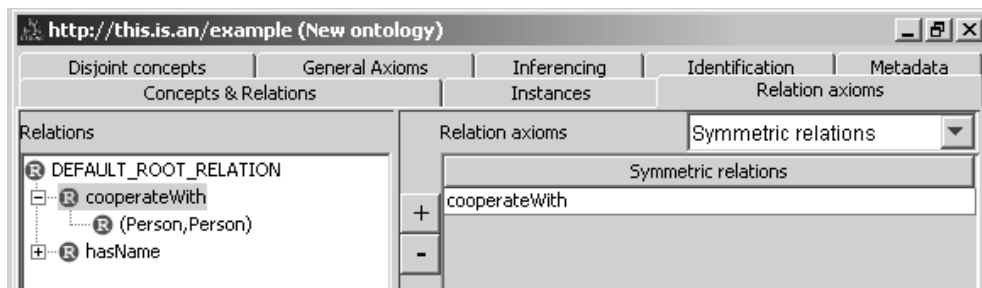 http://this.is.an/example (New ontology)
Disjoint concepts General Axioms Inferencing Identification Metadata
Concepts & Relations Instances Relation axioms
Relations Relation axioms Symmetric relations
DEFAULT_ROOT_RELATION Symmetric relations
cooperateWith cooperateWith
(Person,Person) +
hasName -